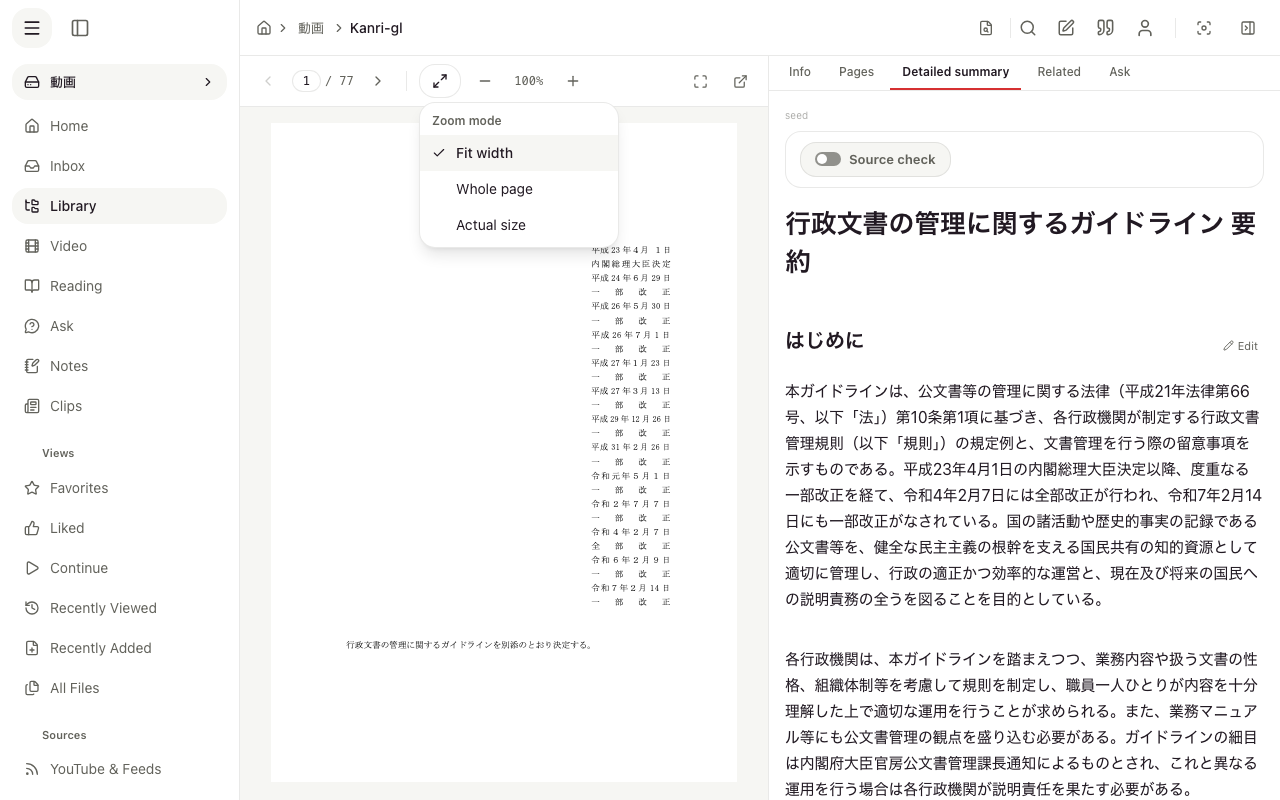 動画
Home
Inbox
Library
Video
Reading
Ask
Notes
Clips
Views
Favorites
Liked
Continue
Recently Viewed
Recently Added
All Files
Sources
YouTube & Feeds
動画
Kanri-gl
1 / 77
100%
Zoom mode
Fit width
Whole page
Actual size
平成 23 年 4 月 1 日
内閣総理大臣決定
平成 24 年 6 月 29 日
一部改正
平成 26 年 5 月 30 日
一部改正
平成 26 年 7 月 1 日
一部改正
平成 27 年 1 月 23 日
一部改正
平成 27 年 3 月 13 日
一部改正
平成 29 年 12 月 26 日
一部改正
平成 31 年 2 月 26 日
一部改正
令和元年 5 月 1 日
一部改正
令和 2 年 7 月 7 日
一部改正
令和 4 年 2 月 7 日
全部改正
令和 6 年 2 月 9 日
一部改正
令和 7 年 2 月 14 日
一部改正
行政文書の管理に関するガイドラインを別添のとおり決定する。
Info
Pages
Detailed summary
Related
Ask
seed
Source check
行政文書の管理に関するガイドライン 要
約
はじめに
Edit
本ガイドラインは、公文書等の管理に関する法律（平成21年法律第66
号、以下「法」）第10条第1項に基づき、各行政機関が制定する行政文書
管理規則（以下「規則」）の規定例と、文書管理を行う際の留意事項を
示すものである。平成23年4月1日の内閣総理大臣決定以降、度重なる
一部改正を経て、令和4年2月7日には全部改正が行われ、令和7年2月14
日にも一部改正がなされている。国の諸活動や歴史的事実の記録である
公文書等を、健全な民主主義の根幹を支える国民共有の知的資源として
適切に管理し、行政の適正かつ効率的な運営と、現在及び将来の国民へ
の説明責務の全うを図ることを目的としている。
各行政機関は、本ガイドラインを踏まえつつ、業務内容や扱う文書の性
格、組織体制等を考慮して規則を制定し、職員一人ひとりが内容を十分
理解した上で適切な運用を行うことが求められる。また、業務マニュア
ル等にも公文書管理の観点を盛り込む必要がある。ガイドラインの細目
は内閣府大臣官房公文書管理課長通知によるものとされ、これと異なる
運用を行う場合は各行政機関が説明責任を果たす必要がある。